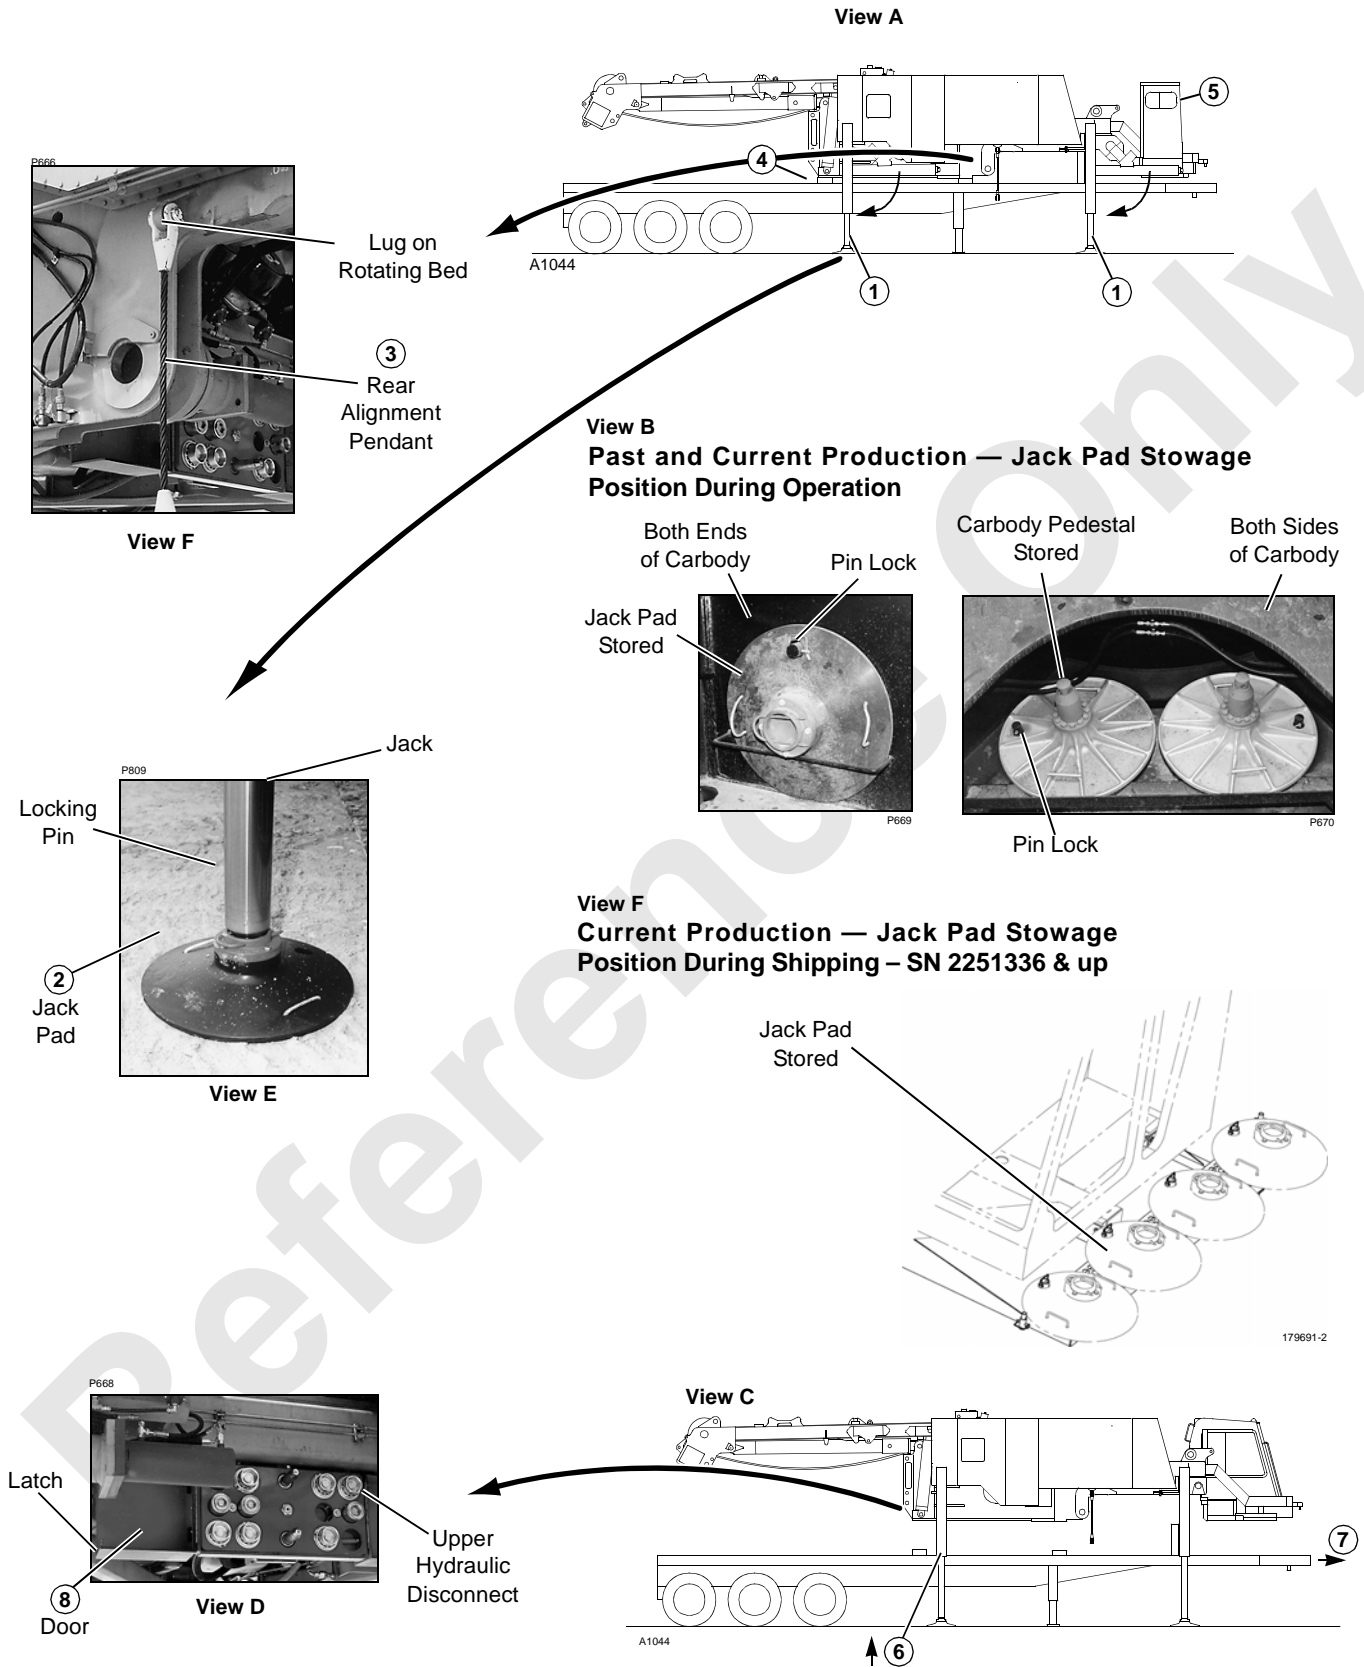 View A
5
4
P666
Lug on
Rotating Bed
A1044
1
1
3
Rear
Alignment
Pendant
View F
View B
Past and Current Production — Jack Pad Stowage
Position During Operation
Both Ends
of Carbody
Pin Lock
Jack Pad
Stored
P669
Carbody Pedestal
Stored
Both Sides
of Carbody
P670
Pin Lock
Jack
P809
Locking
Pin
2
Jack
Pad
View E
View F
Current Production — Jack Pad Stowage
Position During Shipping – SN 2251336 & up
Jack Pad
Stored
179691-2
P668
Latch
8
Door
View D
Upper
Hydraulic
Disconnect
View C
7
A1044
6
Reference Only